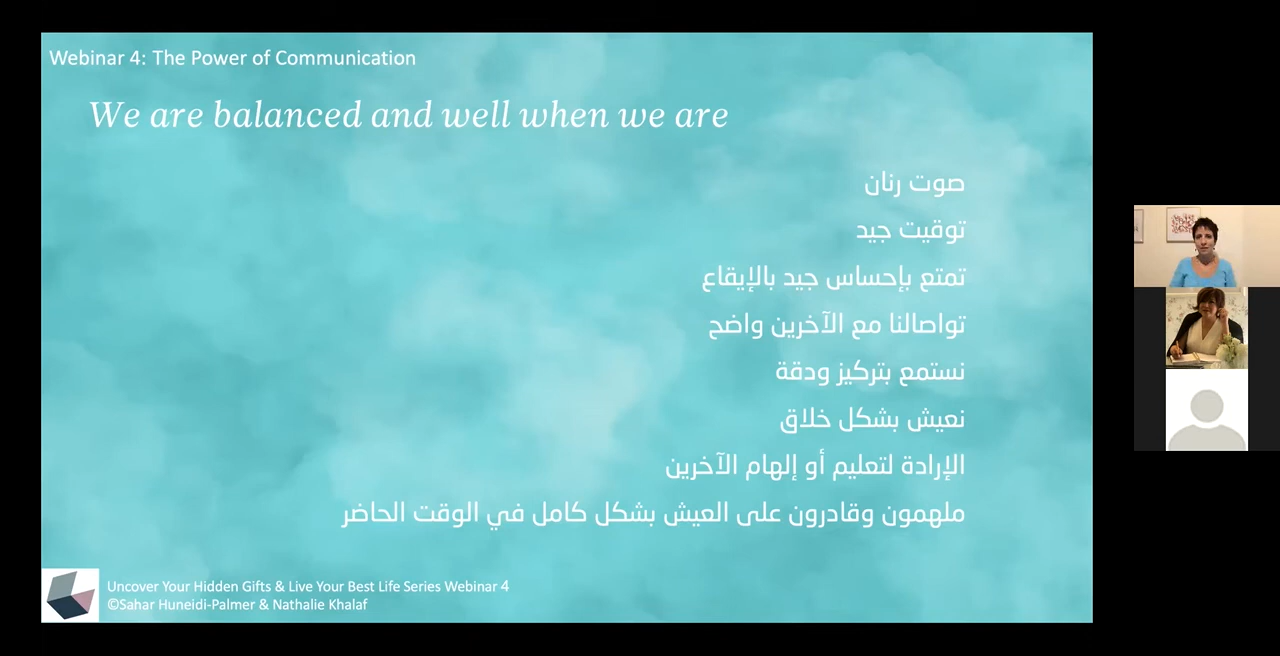 Webinar 4: The Power of Communication
We are balanced and well when we are
صوت رنان
توقيت جيد
تمتع بإحساس جيد بالإيقاع
تواصالنا مع الآخرين واضح
نستمع بتركيز ودقة
نعيش بشكل خلاق
الإرادة لتعليم أو إلهام الآخرين
ملهمون وقادرون على العيش بشكل كامل في الوقت الحاضر
Uncover Your Hidden Gifts & Live Your Best Life Series Webinar 4
©Sahar Huneidi-Palmer & Nathalie Khalaf